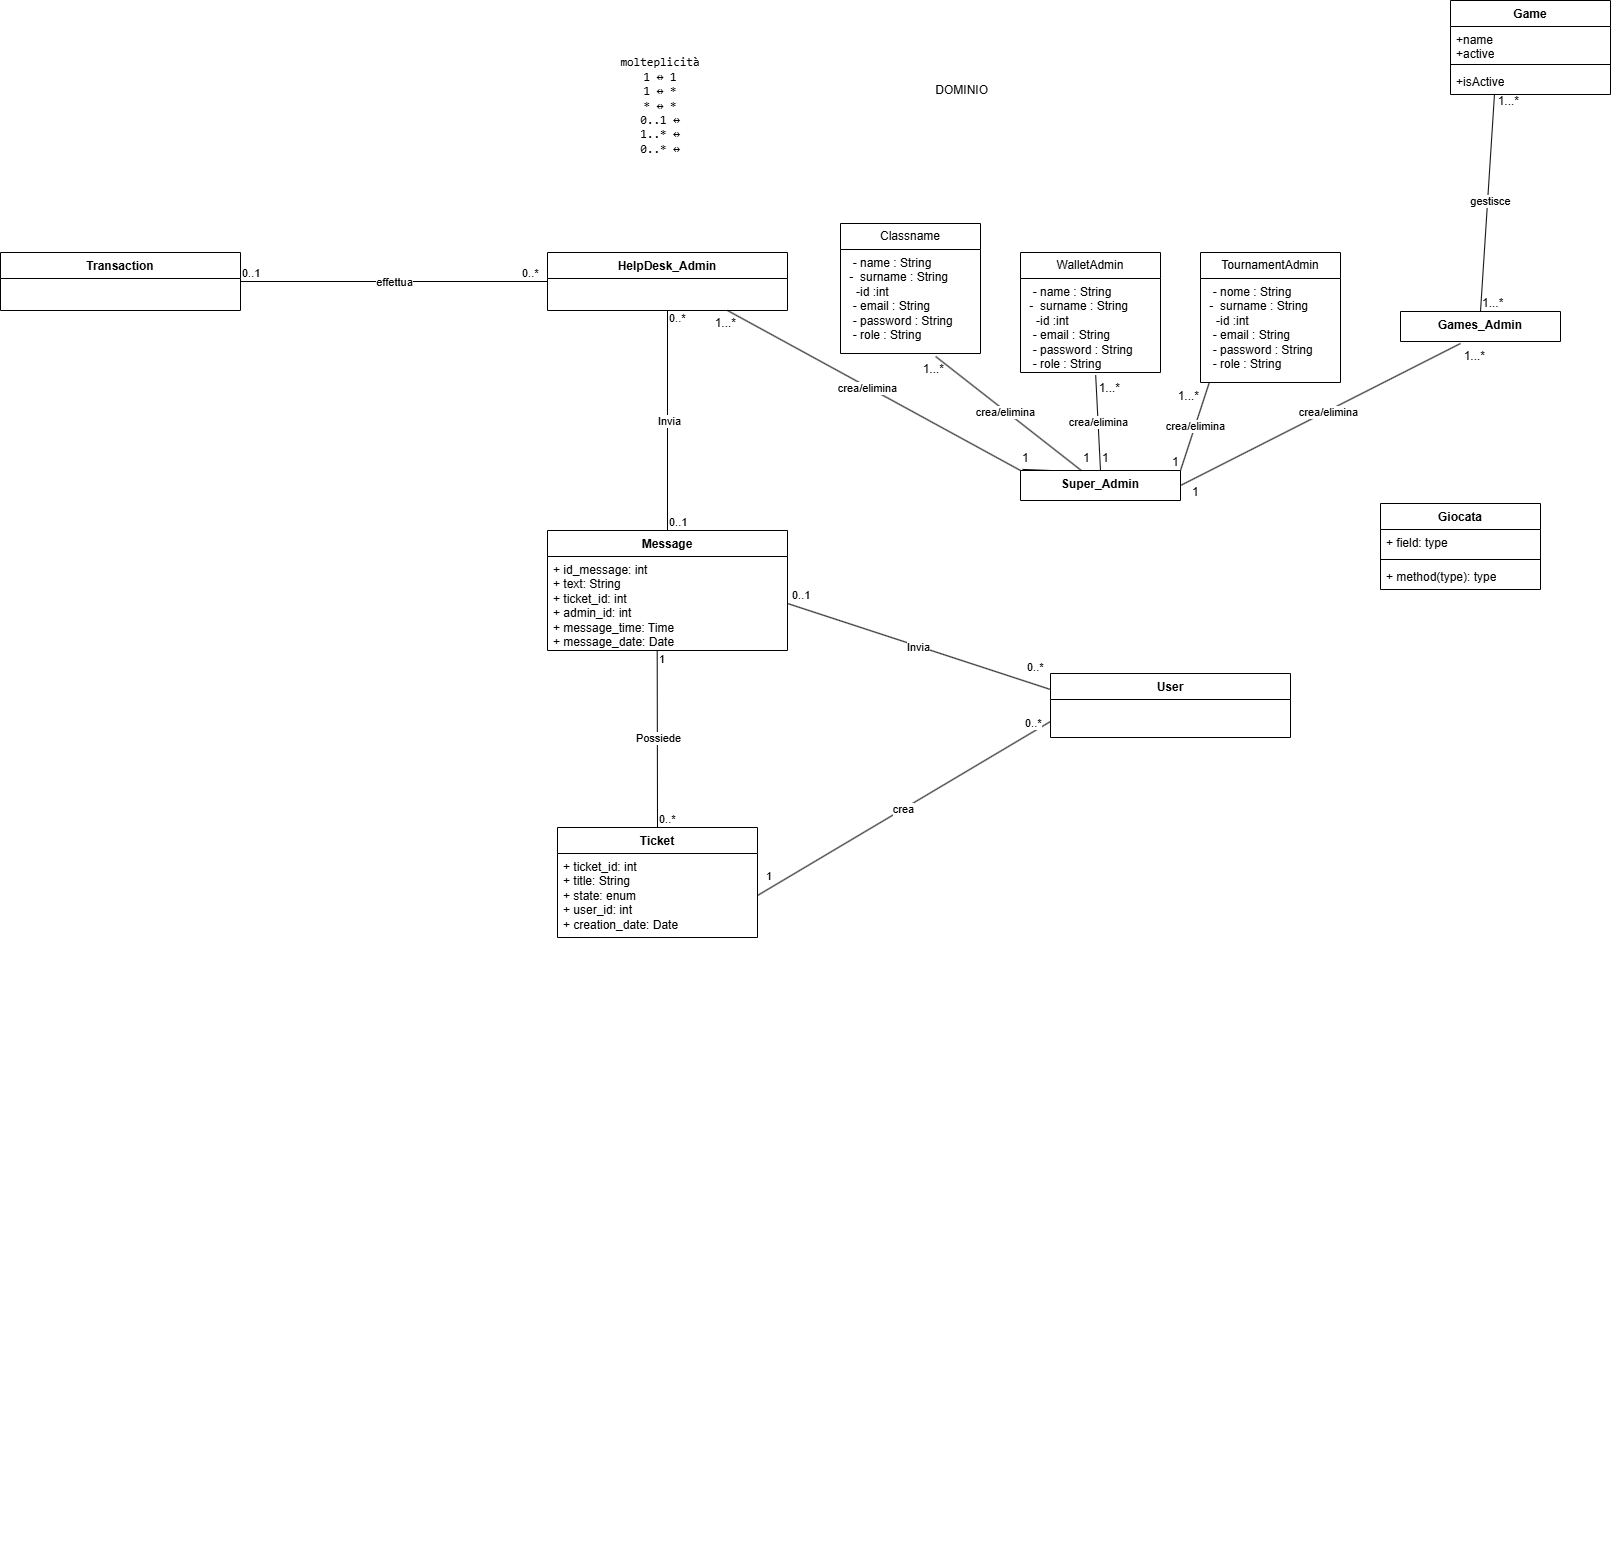 Game
+name
+active
+isActive
1...*
molteplicità
1 ↔ 1
1 ↔ *
* ↔ *
0..1 ↔
1..* ↔
0..* ↔
DOMINIO
gestisce
1...*
Games_Admin
1...*
Transaction
0..1
effettua
0..*
HelpDesk_Admin
0..*
1...*
Classname
- name : String
- surname : String
-id :int
- email : String
- password : String
- role : String
1...*
WalletAdmin
- name : String
- surname : String
-id :int
- email : String
- password : String
- role : String
1...*
TournamentAdmin
- nome : String
- surname : String
-id :int
- email : String
- password : String
- role : String
1...*
crea/elimina
crea/elimina
crea/elimina
crea/elimina
crea/elimina
1
1
1
1
1
Super_Admin
Invia
0..1
Giocata
+ field: type
+ method(type): type
Message
+ id_message: int
+ text: String
+ ticket_id: int
+ admin_id: int
+ message_time: Time
+ message_date: Date
0..1
Invia
0..*
1
User
0..*
Possiede
crea
0..*
1
Ticket
+ ticket_id: int
+ title: String
+ state: enum
+ user_id: int
+ creation_date: Date